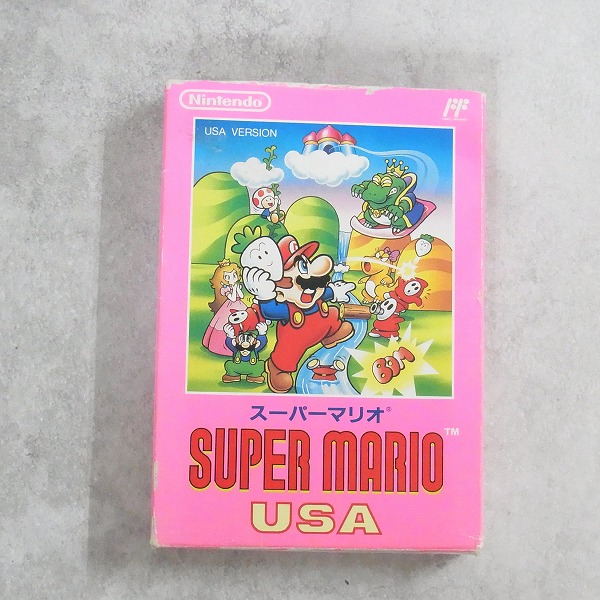 Nintendo®
USA VERSION
スーパーマリオ®
SUPER MARIO™
USA